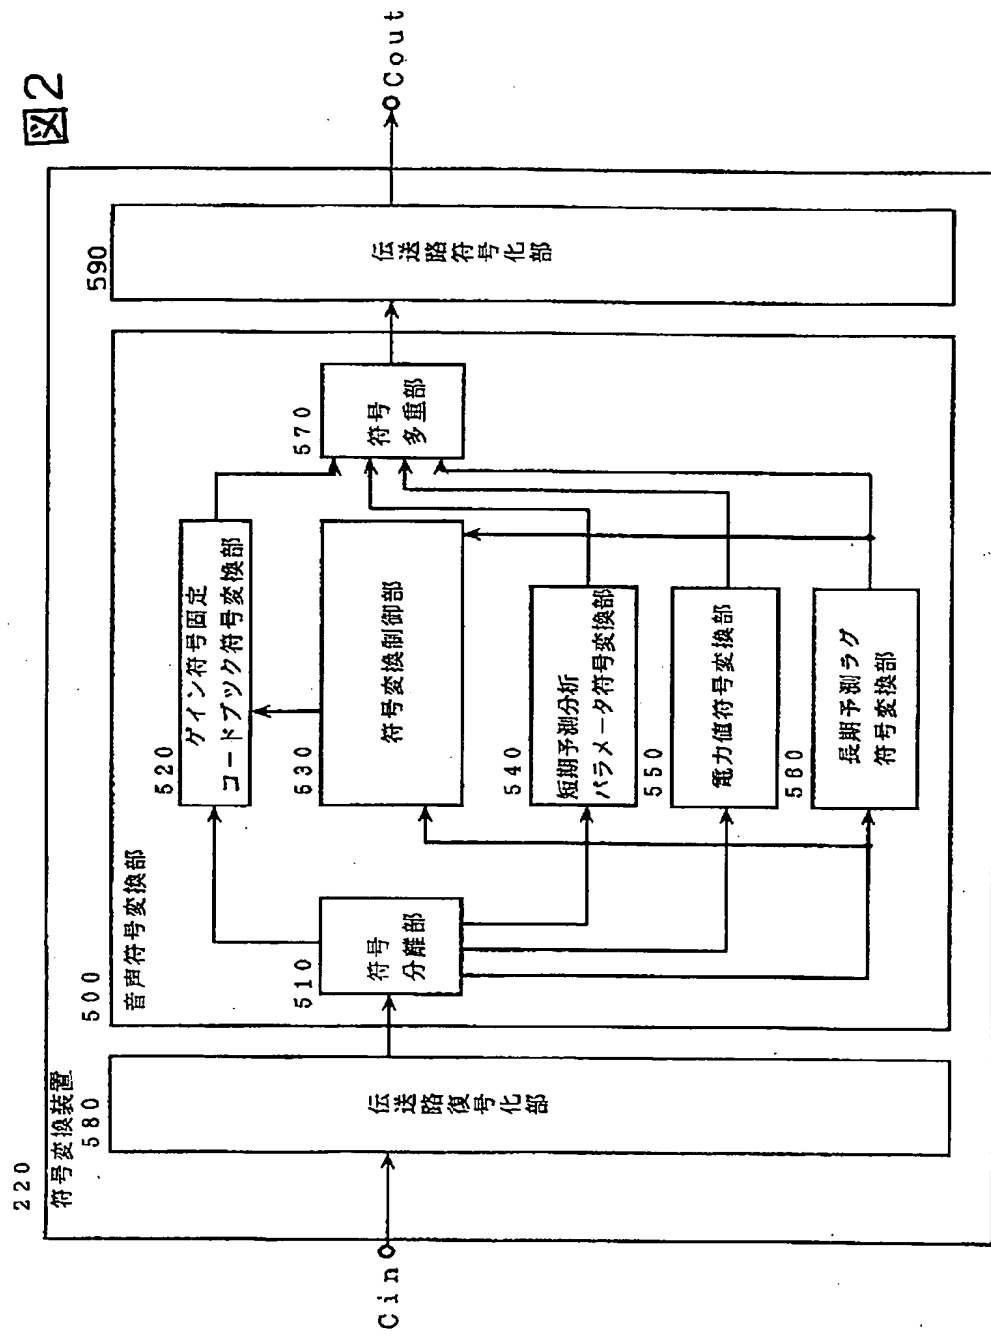 図2
220
符号変換装置
580
伝送路復号化部
500
音声符号変換部
510
符号
分離部
520
ゲイン符号固定
コードブック符号変換部
530
符号変換制御部
540
短期予測分析
パラメータ符号変換部
550
電力値符号変換部
580
長期予測ラグ
符号変換部
570
符号
多重部
590
伝送路符号化部
Cin
Cout